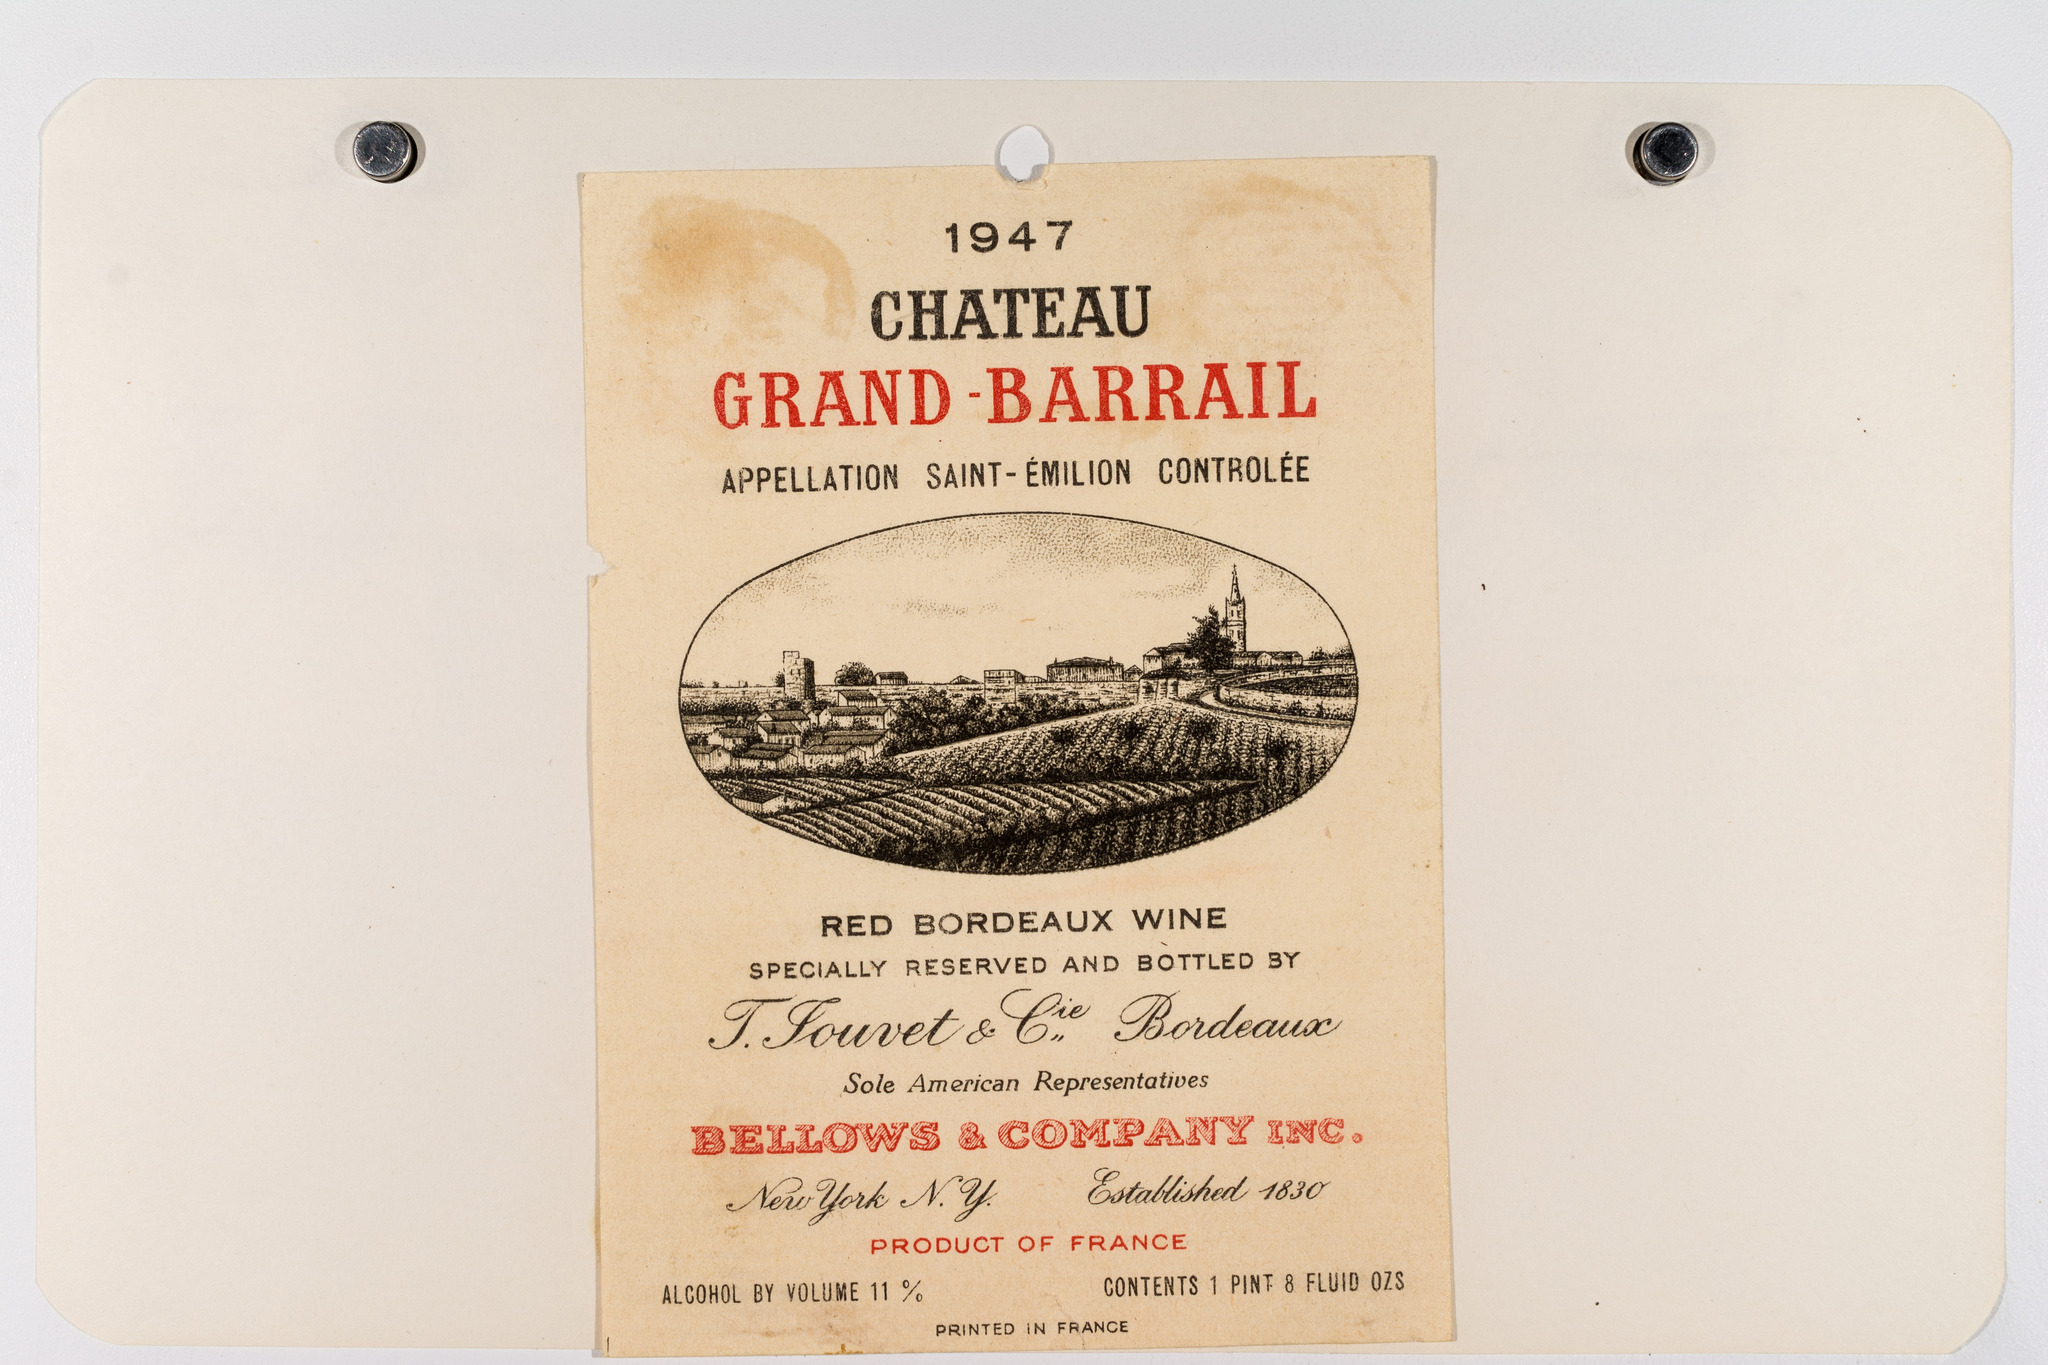 1947
CHATEAU
GRAND-BARRAIL
APPELLATION SAINT-ÉMILION CONTROLÉE
RED BORDEAUX WINE
SPECIALLY RESERVED AND BOTTLED BY
T. Jouvet & Cie Bordeaux
Sole American Representatives
BELLOWS & COMPANY INC.
New York N. Y. Established 1830
PRODUCT OF FRANCE
ALCOHOL BY VOLUME 11 % CONTENTS 1 PINT 8 FLUID OZS
PRINTED IN FRANCE